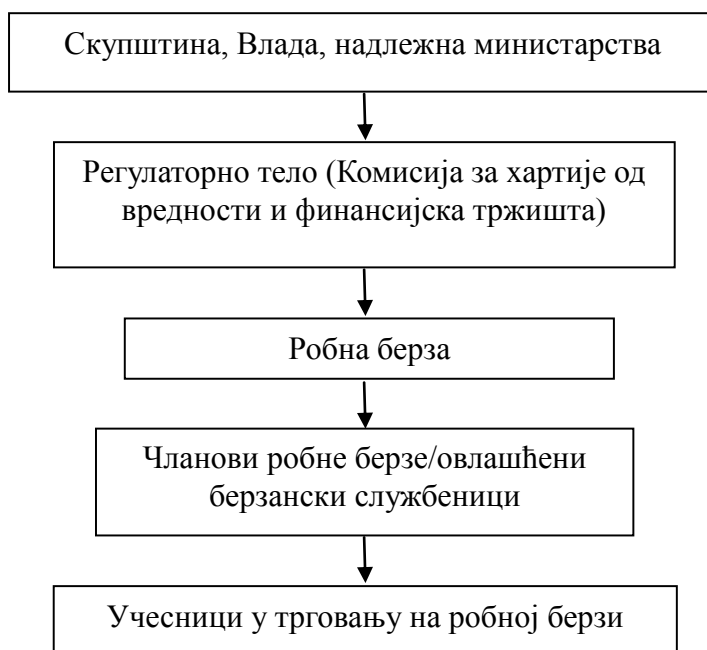 Скупштина, Влада, надлежна министарства
Регулаторно тело (Комисија за хартије од
вредности и финансијска тржишта)
Робна берза
Чланови робне берзе/овлашћени
берзански службеници
Учесници у трговању на робној берзи